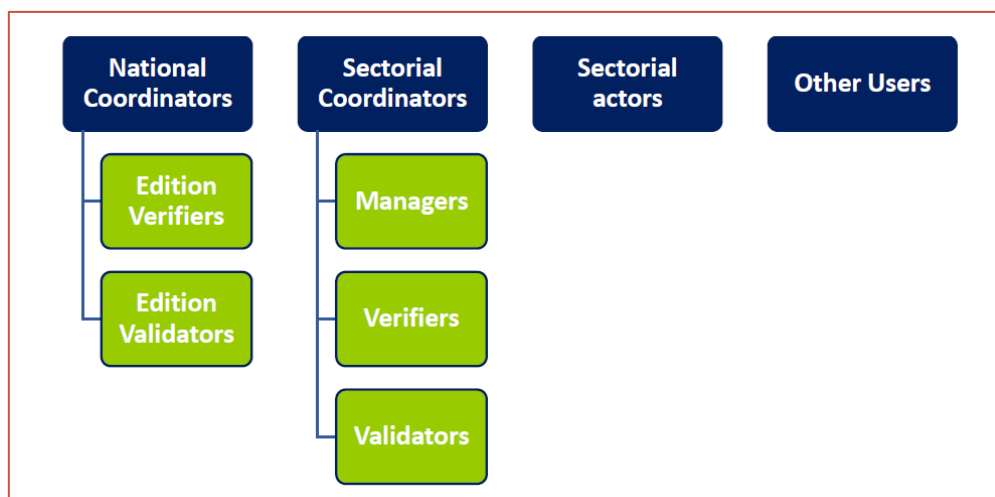 National
Coordinators
Edition
Verifiers
Edition
Validators
Sectorial
Coordinators
Managers
Verifiers
Validators
Sectorial
actors
Other Users